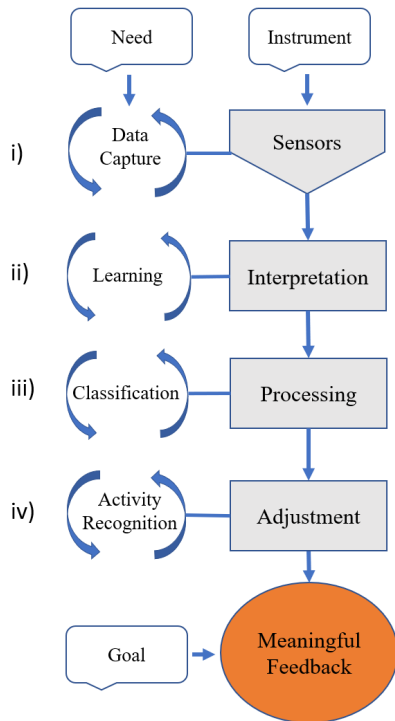 Need
Instrument
i)
Data
Capture
Sensors
ii)
Learning
Interpretation
iii)
Classification
Processing
iv)
Activity
Recognition
Adjustment
Goal
Meaningful
Feedback